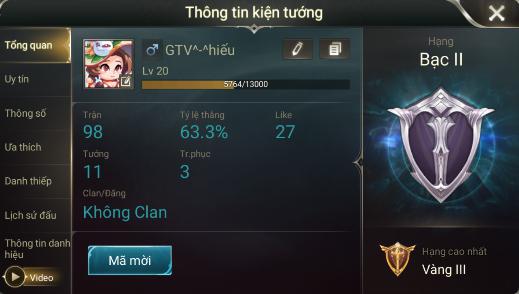 Thông tin kiện tướng
Tổng quan
Uy tín
Thông số
Ưa thích
Danh thiếp
Lịch sử đấu
Thông tin danh
hiệu
Video
GTV^-^hiếu
Lv 20
5764/13000
Trận Tỷ lệ thắng Like
98 63.3% 27
Tướng Tr.phục
11 3
Clan/Đẳng
Không Clan
Mã mời
Hạng
Bạc II
Hạng cao nhất
Vàng III